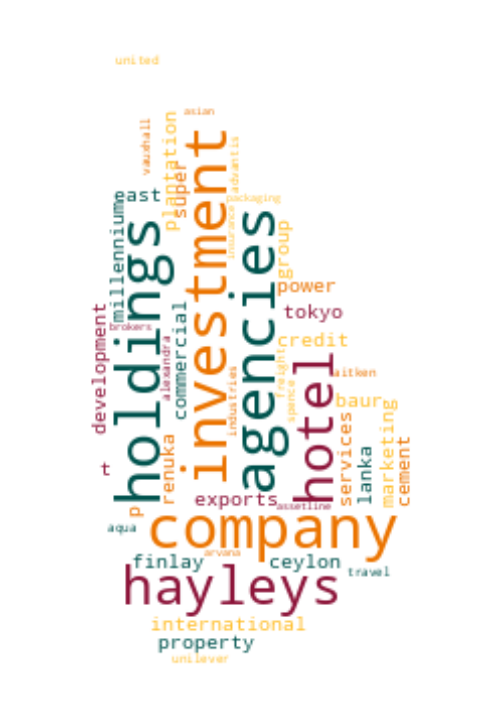 united
asian
vauxhall
plantation
super
investment
advantis
east
packaging
millennium
holdings
insurance
agencies
group
power
tokyo
development
brokers
alexandra
commercial
credit
hotel
freight
spence
aitken
industries
baur
services
marketing
lanka
cement
renuka
t
p
exports
assetline
company
aqua
arvana
finlay
ceylon
travel
hayleys
international
property
unilever